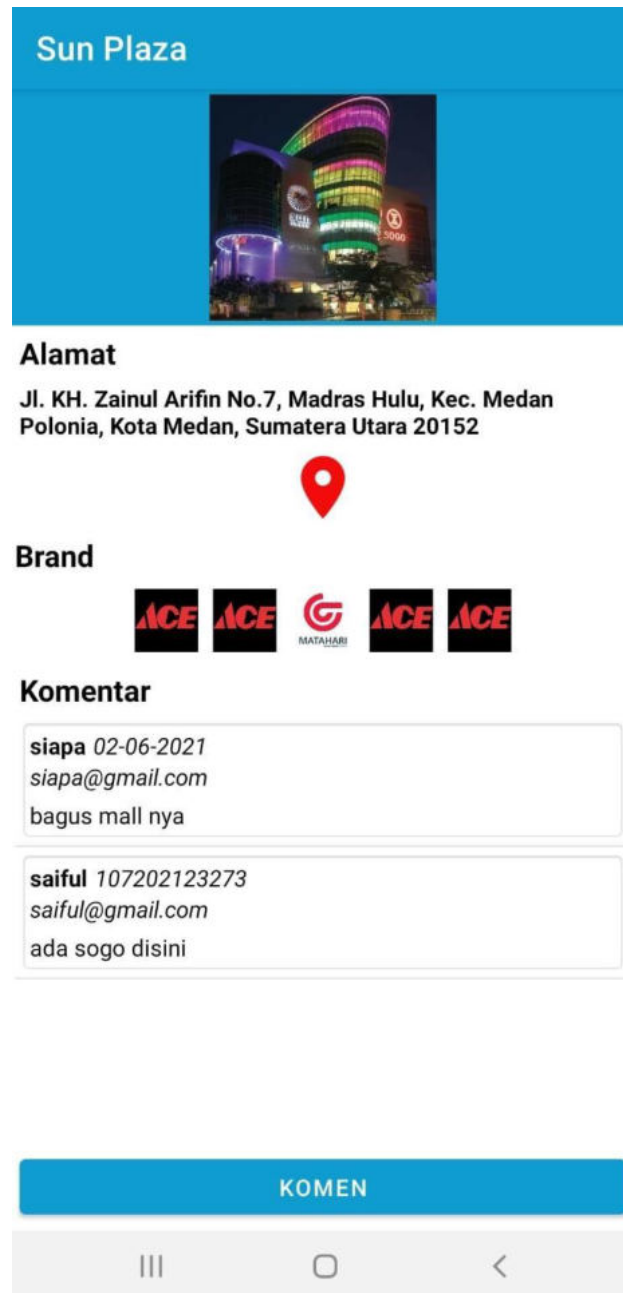 Sun Plaza
SOGO
Alamat
Jl. KH. Zainul Arifin No.7, Madras Hulu, Kec. Medan
Polonia, Kota Medan, Sumatera Utara 20152
Brand
ACE ACE MATAHARI ACE ACE
Komentar
siapa 02-06-2021
siapa@gmail.com
bagus mall nya
saiful 107202123273
saiful@gmail.com
ada sogo disini
KOMEN